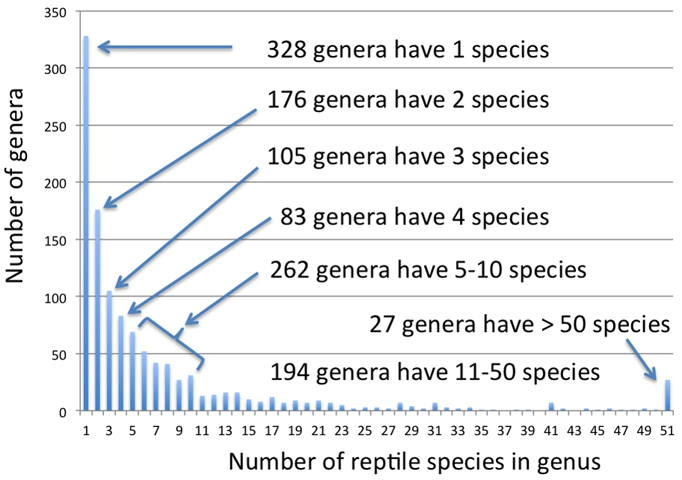 350
300
250
200
150
100
50
0
Number of genera
328 genera have 1 species
176 genera have 2 species
105 genera have 3 species
83 genera have 4 species
262 genera have 5-10 species
27 genera have > 50 species
194 genera have 11-50 species
1 3 5 7 9 11 13 15 17 19 21 23 25 27 29 31 33 35 37 39 41 43 45 47 49 51
Number of reptile species in genus